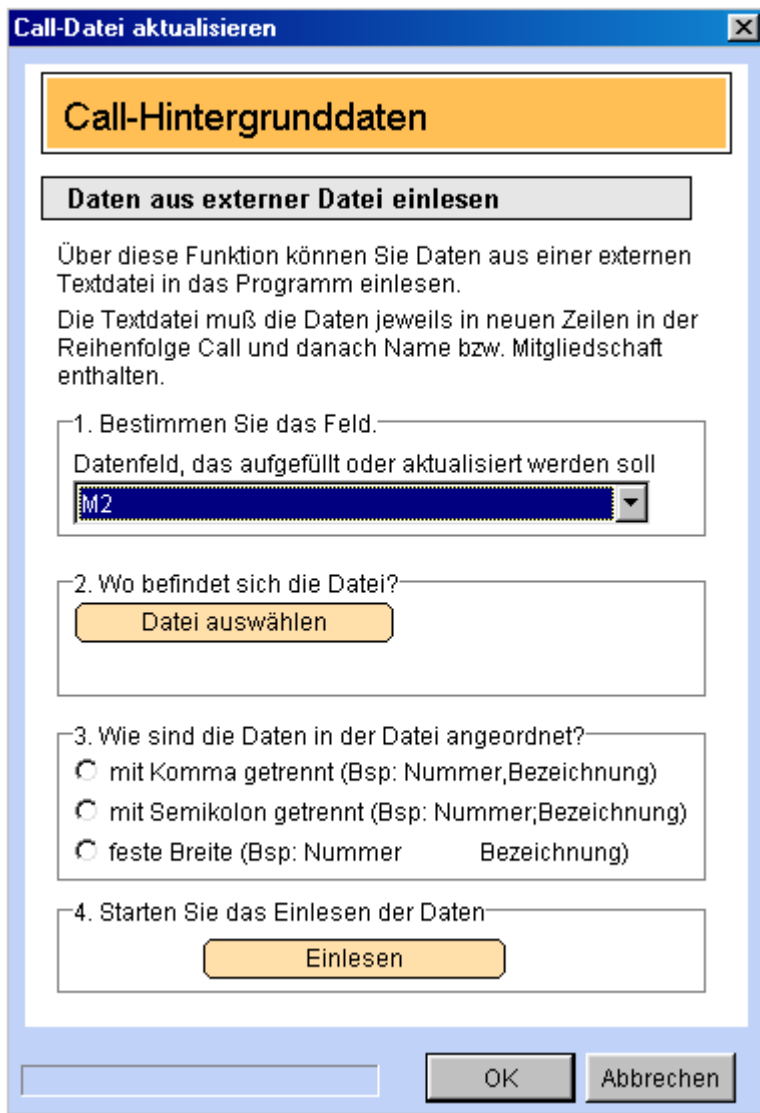 Call-Datei aktualisieren
Call-Hintergrunddaten
Daten aus externer Datei einlesen
Über diese Funktion können Sie Daten aus einer externen
Textdatei in das Programm einlesen.
Die Textdatei muß die Daten jeweils in neuen Zeilen in der
Reihenfolge Call und danach Name bzw. Mitgliedschaft
enthalten.
1. Bestimmen Sie das Feld.
Datenfeld, das aufgefüllt oder aktualisiert werden soll
M2
2. Wo befindet sich die Datei?
Datei auswählen
3. Wie sind die Daten in der Datei angeordnet?
mit Komma getrennt (Bsp: Nummer,Bezeichnung)
mit Semikolon getrennt (Bsp: Nummer;Bezeichnung)
feste Breite (Bsp: Nummer Bezeichnung)
4. Starten Sie das Einlesen der Daten
Einlesen
OK Abbrechen